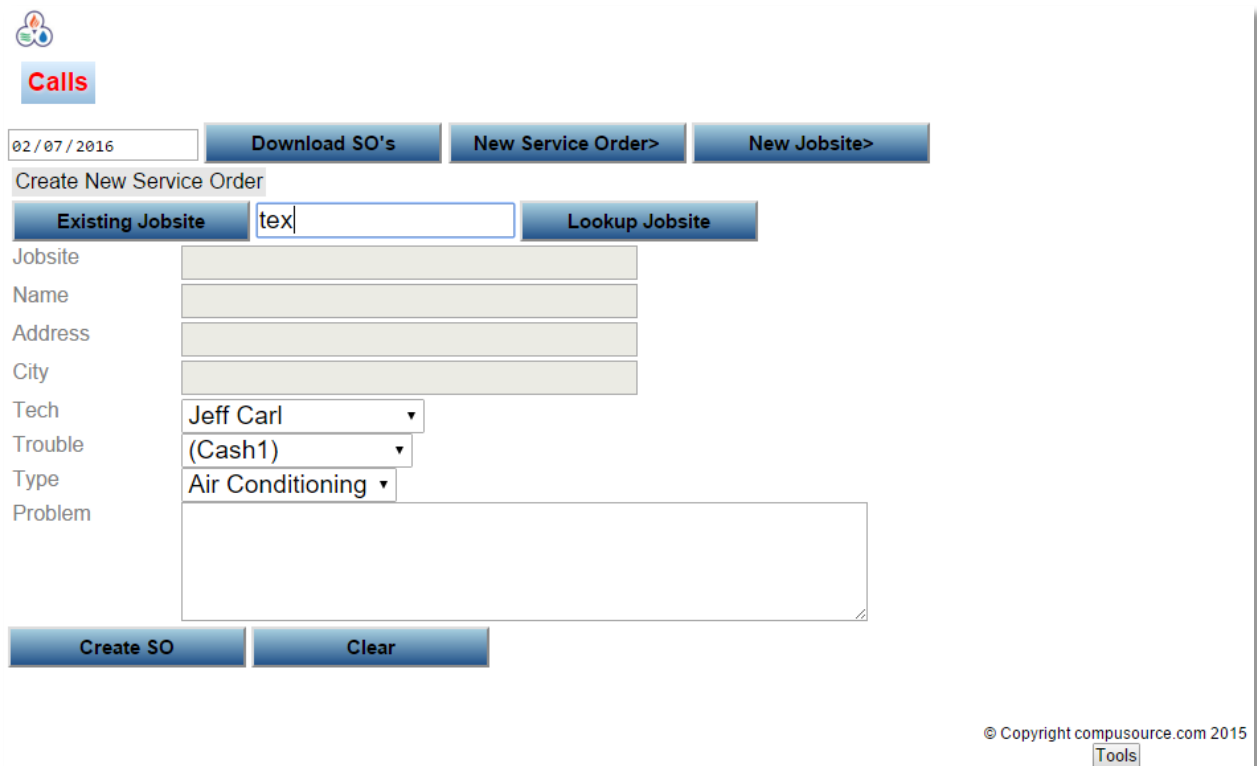 Calls
02/07/2016 Download SO's New Service Order> New Jobsite>
Create New Service Order
Existing Jobsite tex Lookup Jobsite
Jobsite
Name
Address
City
Tech Jeff Carl
Trouble (Cash1)
Type Air Conditioning
Problem
Create SO Clear
© Copyright compusource.com 2015
Tools